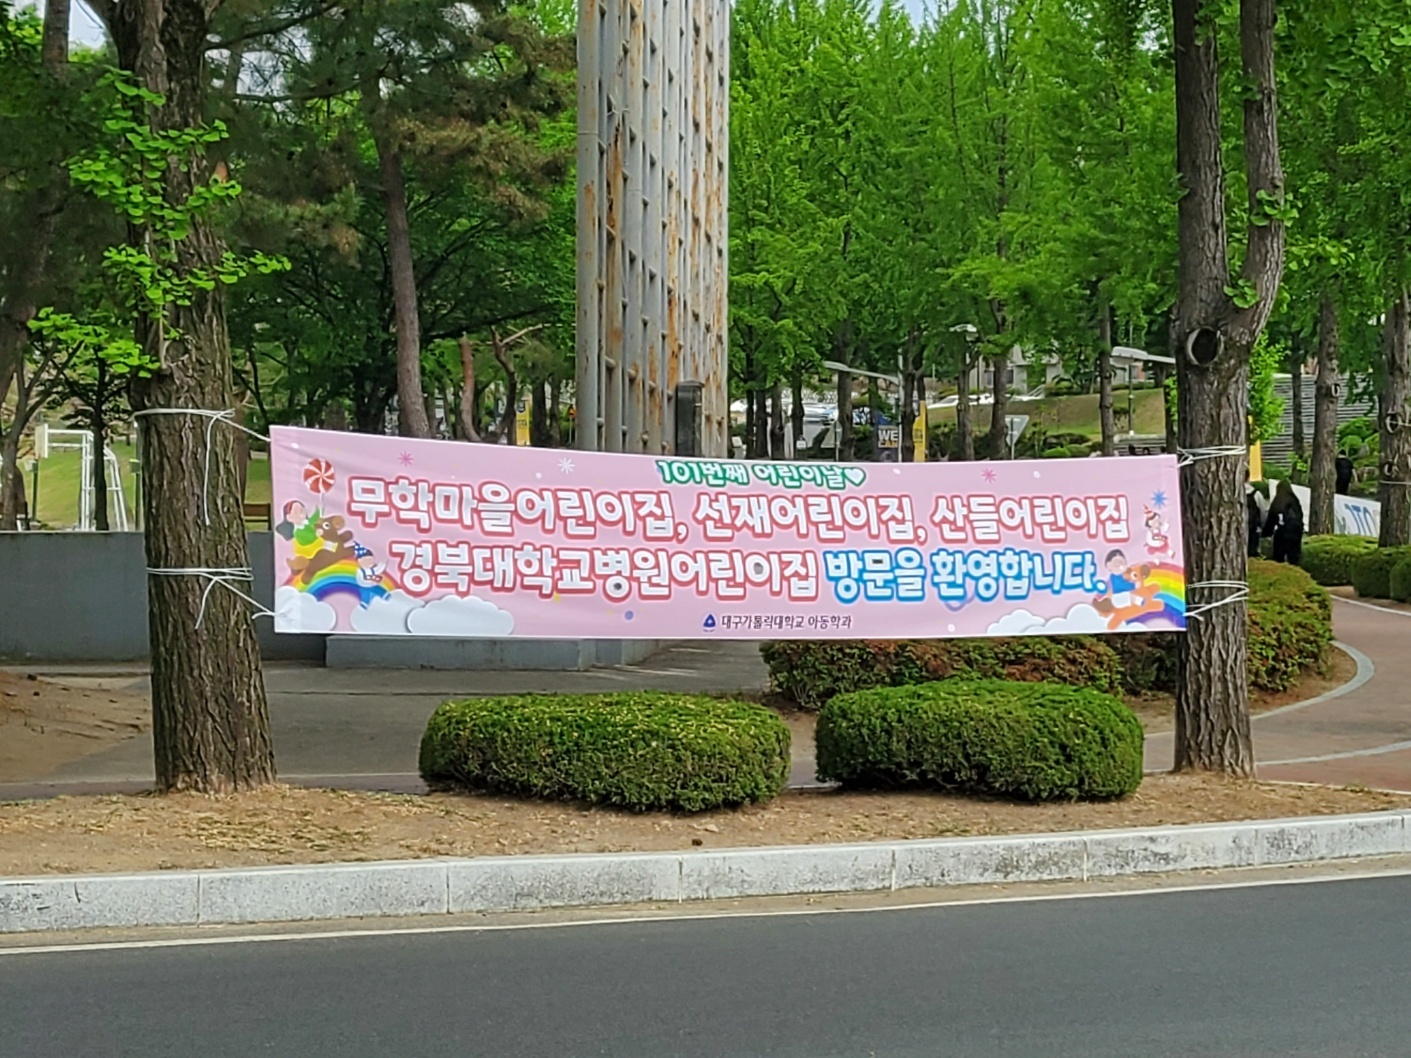 101번째 어린이날♥
무학마을어린이집, 선재어린이집, 산들어린이집
경북대학교병원어린이집 방문을 환영합니다.
대구가톨릭대학교 아동학과
WE